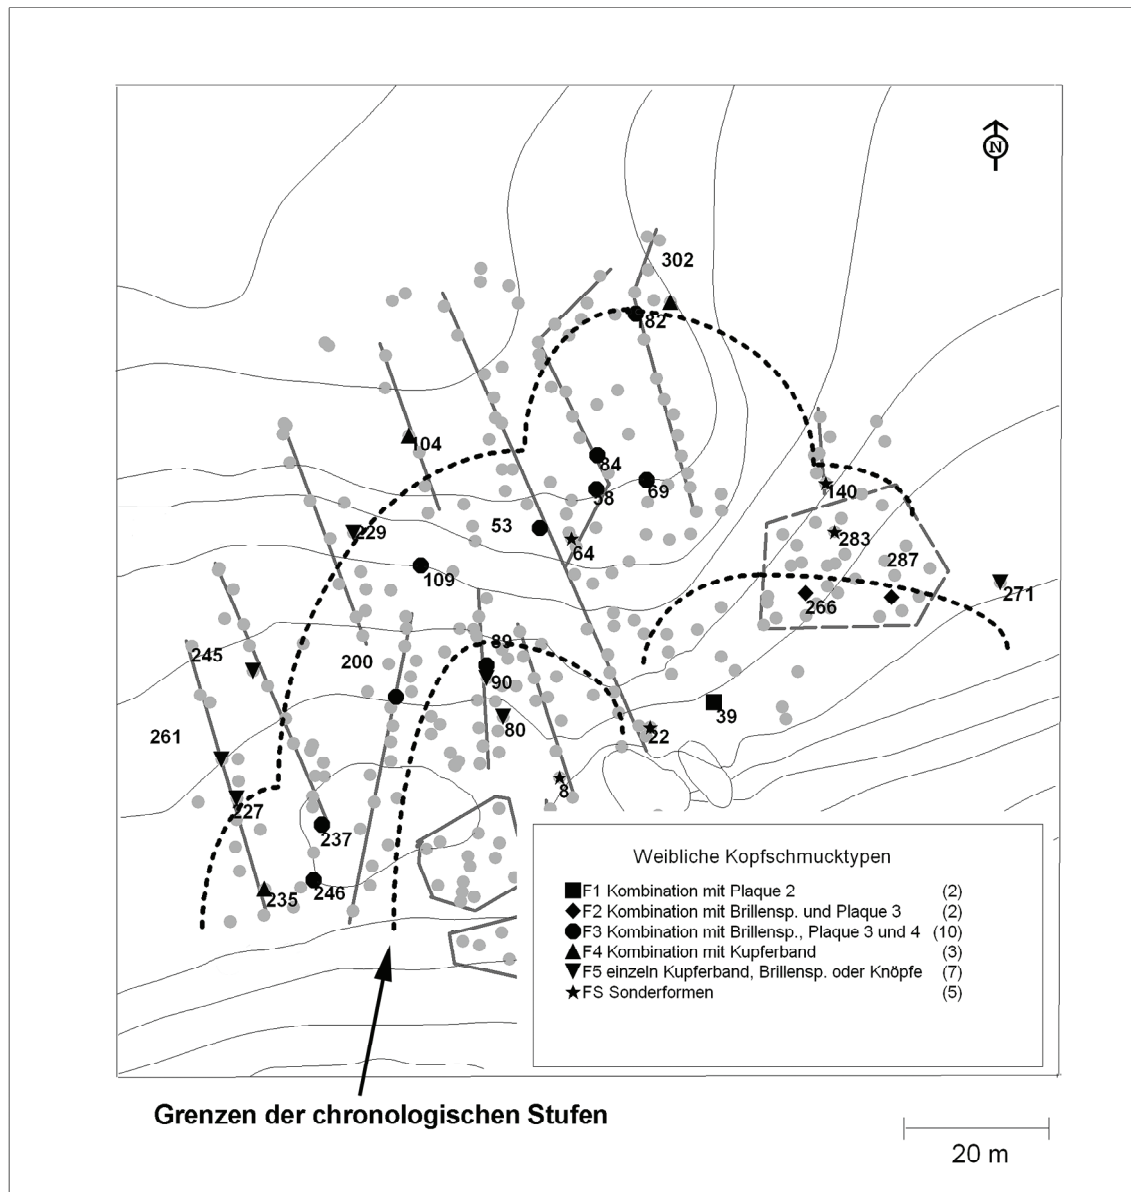 N
302
182
104
84
69
58
140
53
229
64
283
287
109
266
271
89
245
200
90
39
80
22
261
8
227
237
235
246
Weibliche Kopfschmucktypen
F1 Kombination mit Plaque 2 (2)
F2 Kombination mit Brillensp. und Plaque 3 (2)
F3 Kombination mit Brillensp., Plaque 3 und 4 (10)
F4 Kombination mit Kupferband (3)
F5 einzeln Kupferband, Brillensp. oder Knöpfe (7)
FS Sonderformen (5)
Grenzen der chronologischen Stufen
20 m